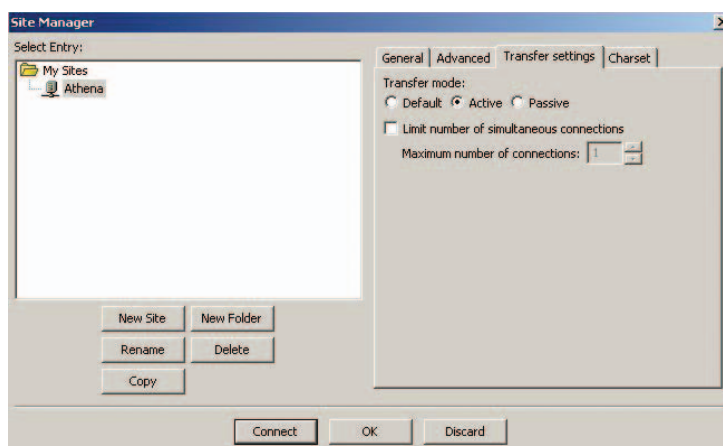 Site Manager
Select Entry:
My Sites
Athena
New Site
New Folder
Rename
Delete
Copy
General
Advanced
Transfer settings
Charset
Transfer mode:
Default
Active
Passive
Limit number of simultaneous connections
Maximum number of connections: 1
Connect
OK
Discard